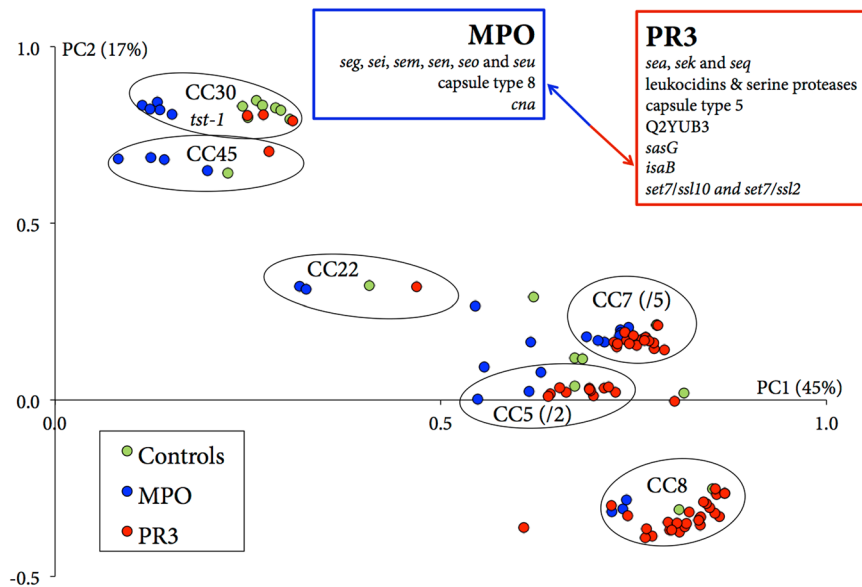 MPO
seg, sei, sem, sen, seo and seu
capsule type 8
cna
PR3
sea, sek and seq
leukocidins & serine proteases
capsule type 5
Q2YUB3
sasG
isaB
set7/ssl10 and set7/ssl2
1.0
PC2 (17%)
CC30
tst-1
CC45
0.5
CC22
CC7 (/5)
PC1 (45%)
0.0
CC5 (/2)
0.0
0.5
1.0
Controls
MPO
PR3
CC8
-0.5